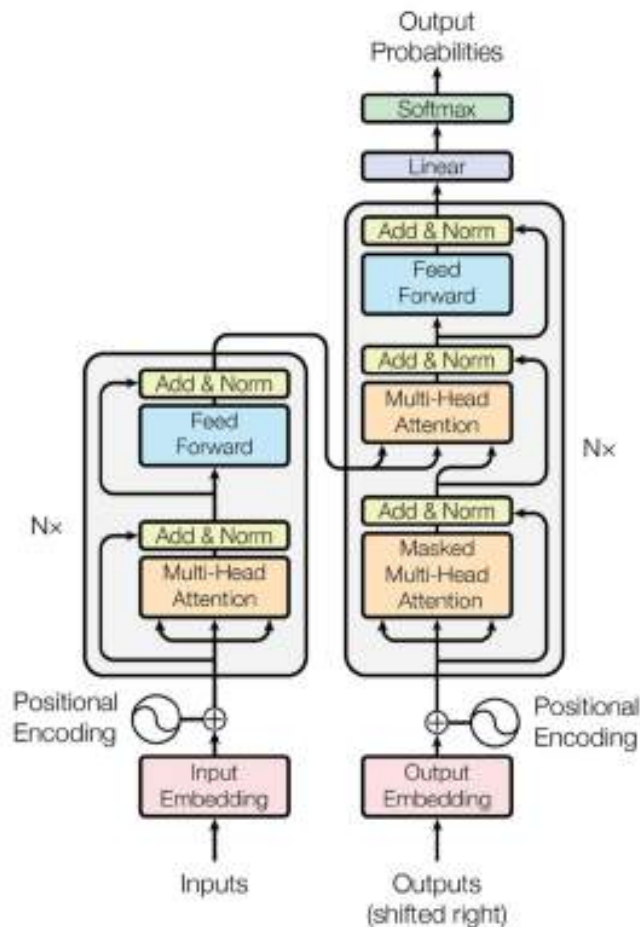 Output
Probabilities
Softmax
Linear
Add & Norm
Feed
Forward
Add & Norm
Multi-Head
Attention
Add & Norm
Masked
Multi-Head
Attention
Nx
Add & Norm
Feed
Forward
Add & Norm
Multi-Head
Attention
Nx
Positional
Encoding
Positional
Encoding
Input
Embedding
Output
Embedding
Inputs
Outputs
(shifted right)